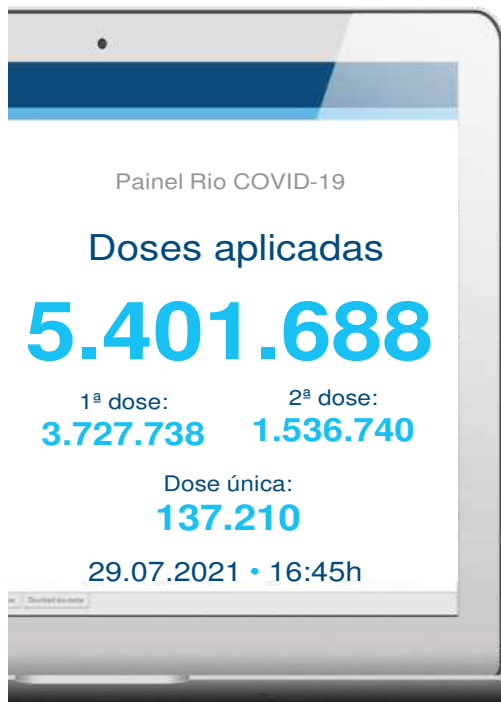 Painel Rio COVID-19
Doses aplicadas
5.401.688
1ª dose: 2ª dose:
3.727.738 1.536.740
Dose única:
137.210
29.07.2021 • 16:45h